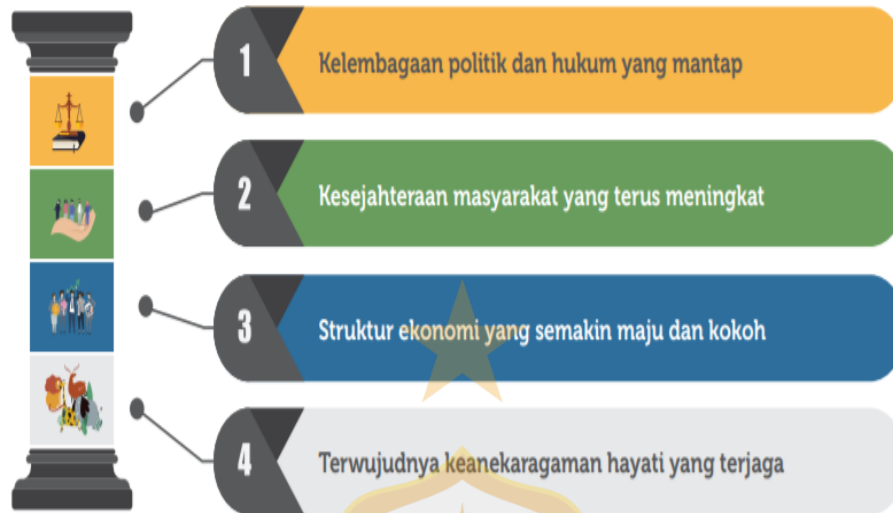 1
Kelembagaan politik dan hukum yang mantap
2
Kesejahteraan masyarakat yang terus meningkat
3
Struktur ekonomi yang semakin maju dan kokoh
4
Terwujudnya keanekaragaman hayati yang terjaga